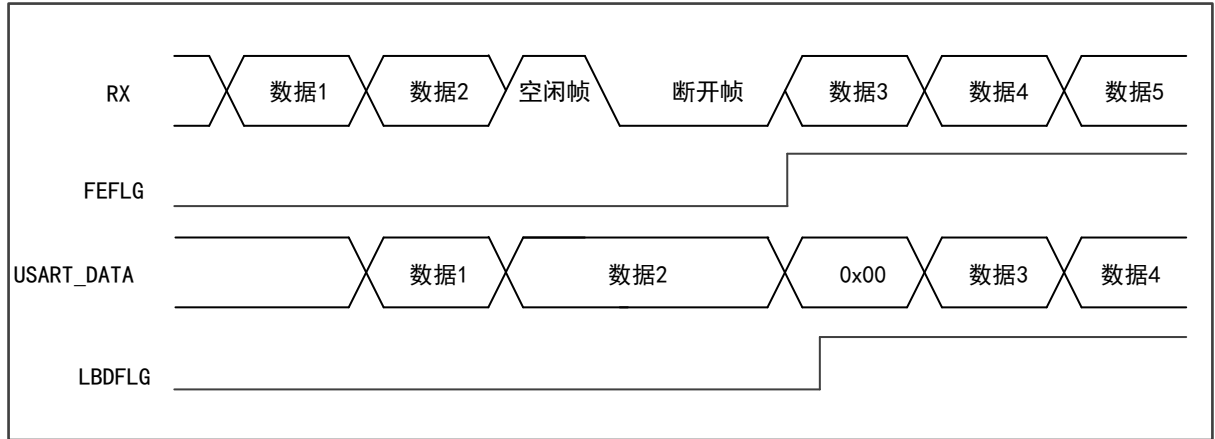 RX 数据1 数据2 空闲帧 断开帧 数据3 数据4 数据5
FEFLG
USART_DATA 数据1 数据2 0x00 数据3 数据4
LBDFLG